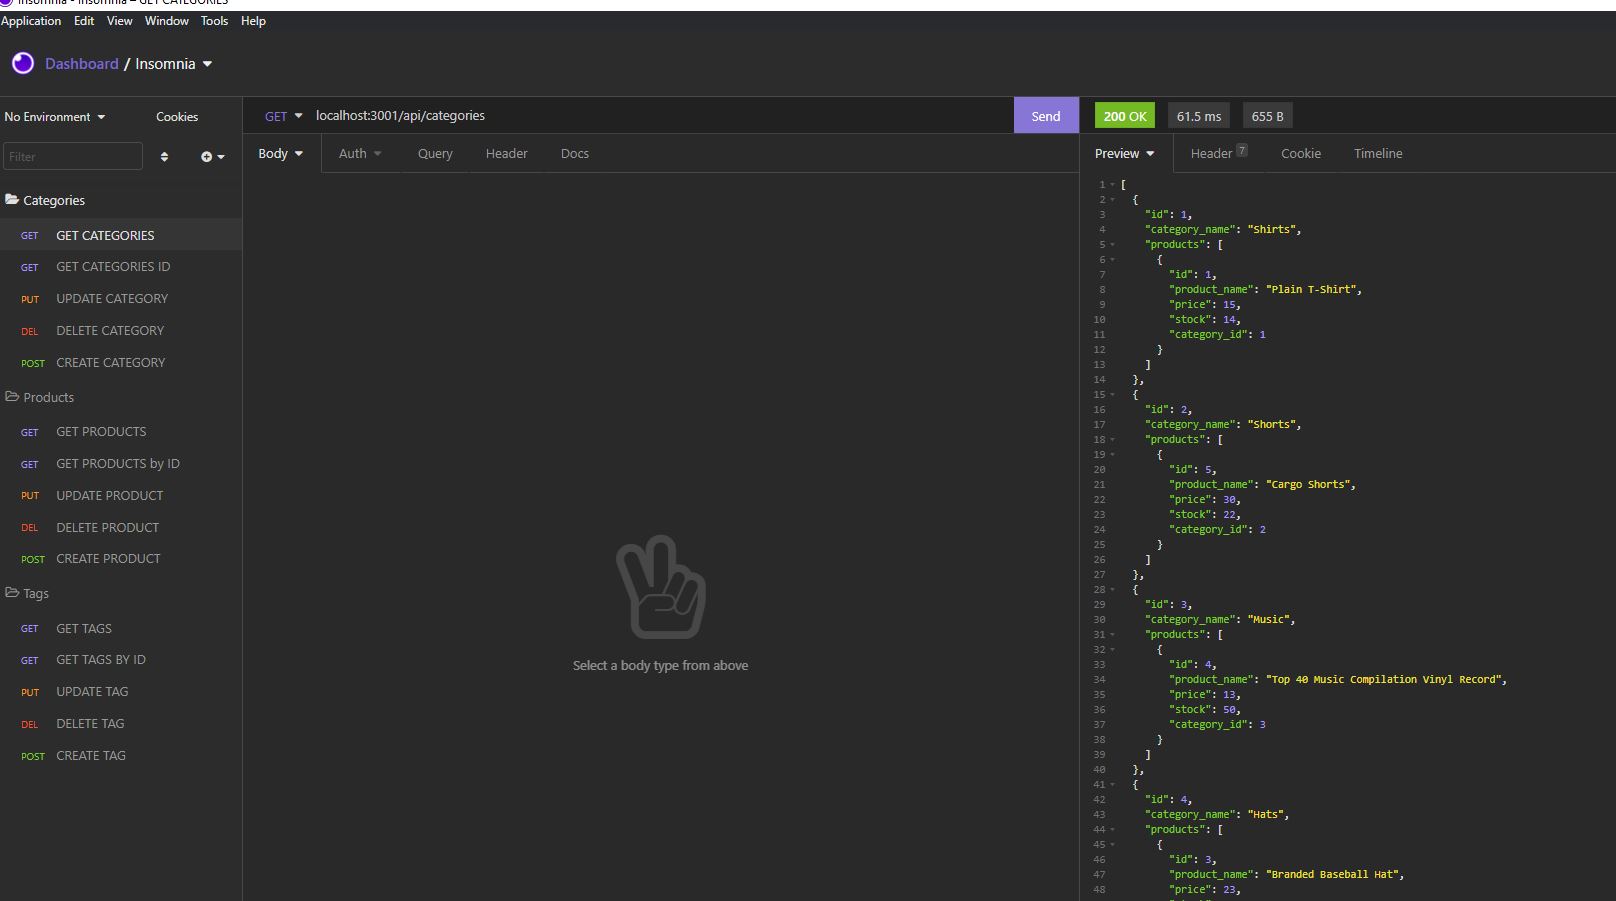 Insomnia - Insomnia – GET CATEGORIES
Application Edit View Window Tools Help
Dashboard / Insomnia
No Environment Cookies
Filter
Categories
GET GET CATEGORIES
GET GET CATEGORIES ID
PUT UPDATE CATEGORY
DEL DELETE CATEGORY
POST CREATE CATEGORY
Products
GET GET PRODUCTS
GET GET PRODUCTS by ID
PUT UPDATE PRODUCT
DEL DELETE PRODUCT
POST CREATE PRODUCT
Tags
GET GET TAGS
GET GET TAGS BY ID
PUT UPDATE TAG
DEL DELETE TAG
POST CREATE TAG
GET localhost:3001/api/categories Send
Body Auth Query Header Docs
Select a body type from above
200 OK 61.5 ms 655 B
Preview Header 7 Cookie Timeline
1 [
2 {
3 "id": 1,
4 "category_name": "Shirts",
5 "products": [
6 {
7 "id": 1,
8 "product_name": "Plain T-Shirt",
9 "price": 15,
10 "stock": 14,
11 "category_id": 1
12 }
13 ]
14 },
15 {
16 "id": 2,
17 "category_name": "Shorts",
18 "products": [
19 {
20 "id": 5,
21 "product_name": "Cargo Shorts",
22 "price": 30,
23 "stock": 22,
24 "category_id": 2
25 }
26 ]
27 },
28 {
29 "id": 3,
30 "category_name": "Music",
31 "products": [
32 {
33 "id": 4,
34 "product_name": "Top 40 Music Compilation Vinyl Record",
35 "price": 13,
36 "stock": 50,
37 "category_id": 3
38 }
39 ]
40 },
41 {
42 "id": 4,
43 "category_name": "Hats",
44 "products": [
45 {
46 "id": 3,
47 "product_name": "Branded Baseball Hat",
48 "price": 23,